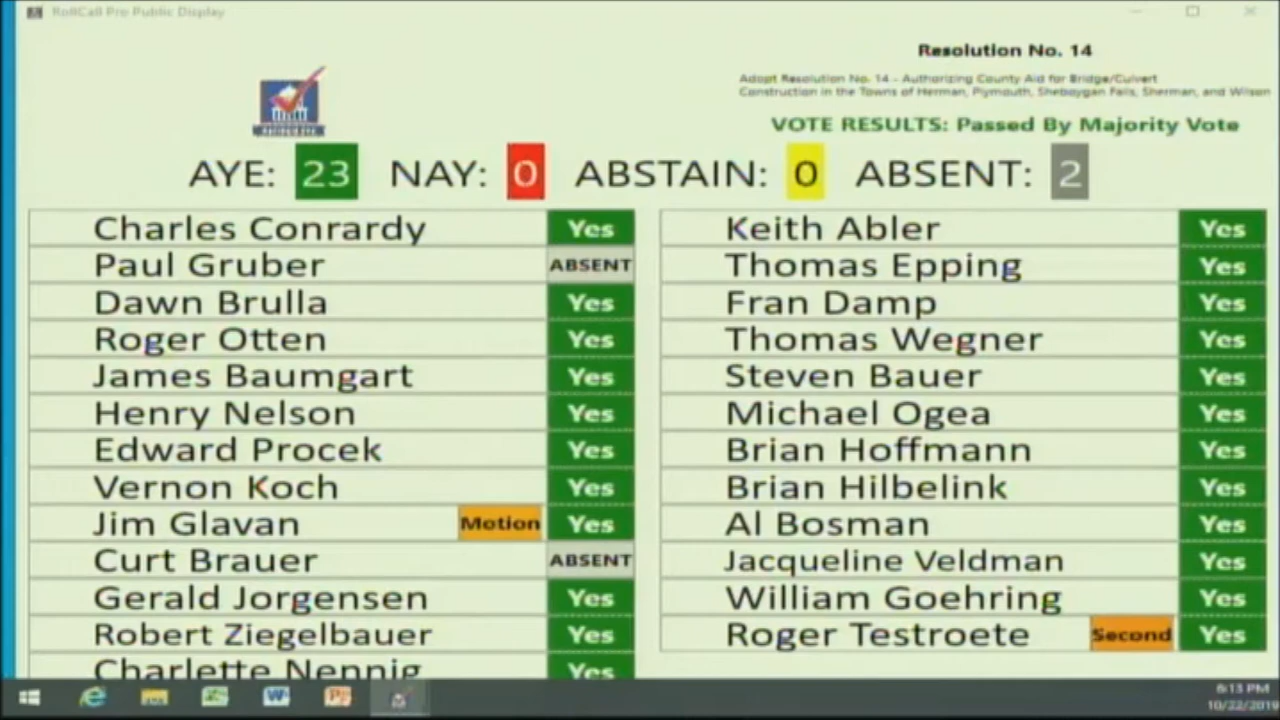 RollCall Pro Public Display
Resolution No. 14
Adopt Resolution No. 14 - Authorizing County Aid for Bridge/Culvert
Construction in the Towns of Herman, Plymouth, Sheboygan Falls, Sherman, and Wilson
VOTE RESULTS: Passed By Majority Vote
AYE: 23 NAY: 0 ABSTAIN: 0 ABSENT: 2
Charles Conrardy Yes
Paul Gruber ABSENT
Dawn Brulla Yes
Roger Otten Yes
James Baumgart Yes
Henry Nelson Yes
Edward Procek Yes
Vernon Koch Yes
Jim Glavan Motion Yes
Curt Brauer ABSENT
Gerald Jorgensen Yes
Robert Ziegelbauer Yes
Charlette Nennig Yes
Keith Abler Yes
Thomas Epping Yes
Fran Damp Yes
Thomas Wegner Yes
Steven Bauer Yes
Michael Ogea Yes
Brian Hoffmann Yes
Brian Hilbelink Yes
Al Bosman Yes
Jacqueline Veldman Yes
William Goehring Yes
Roger Testroete Second Yes
6:13 PM
10/22/2019